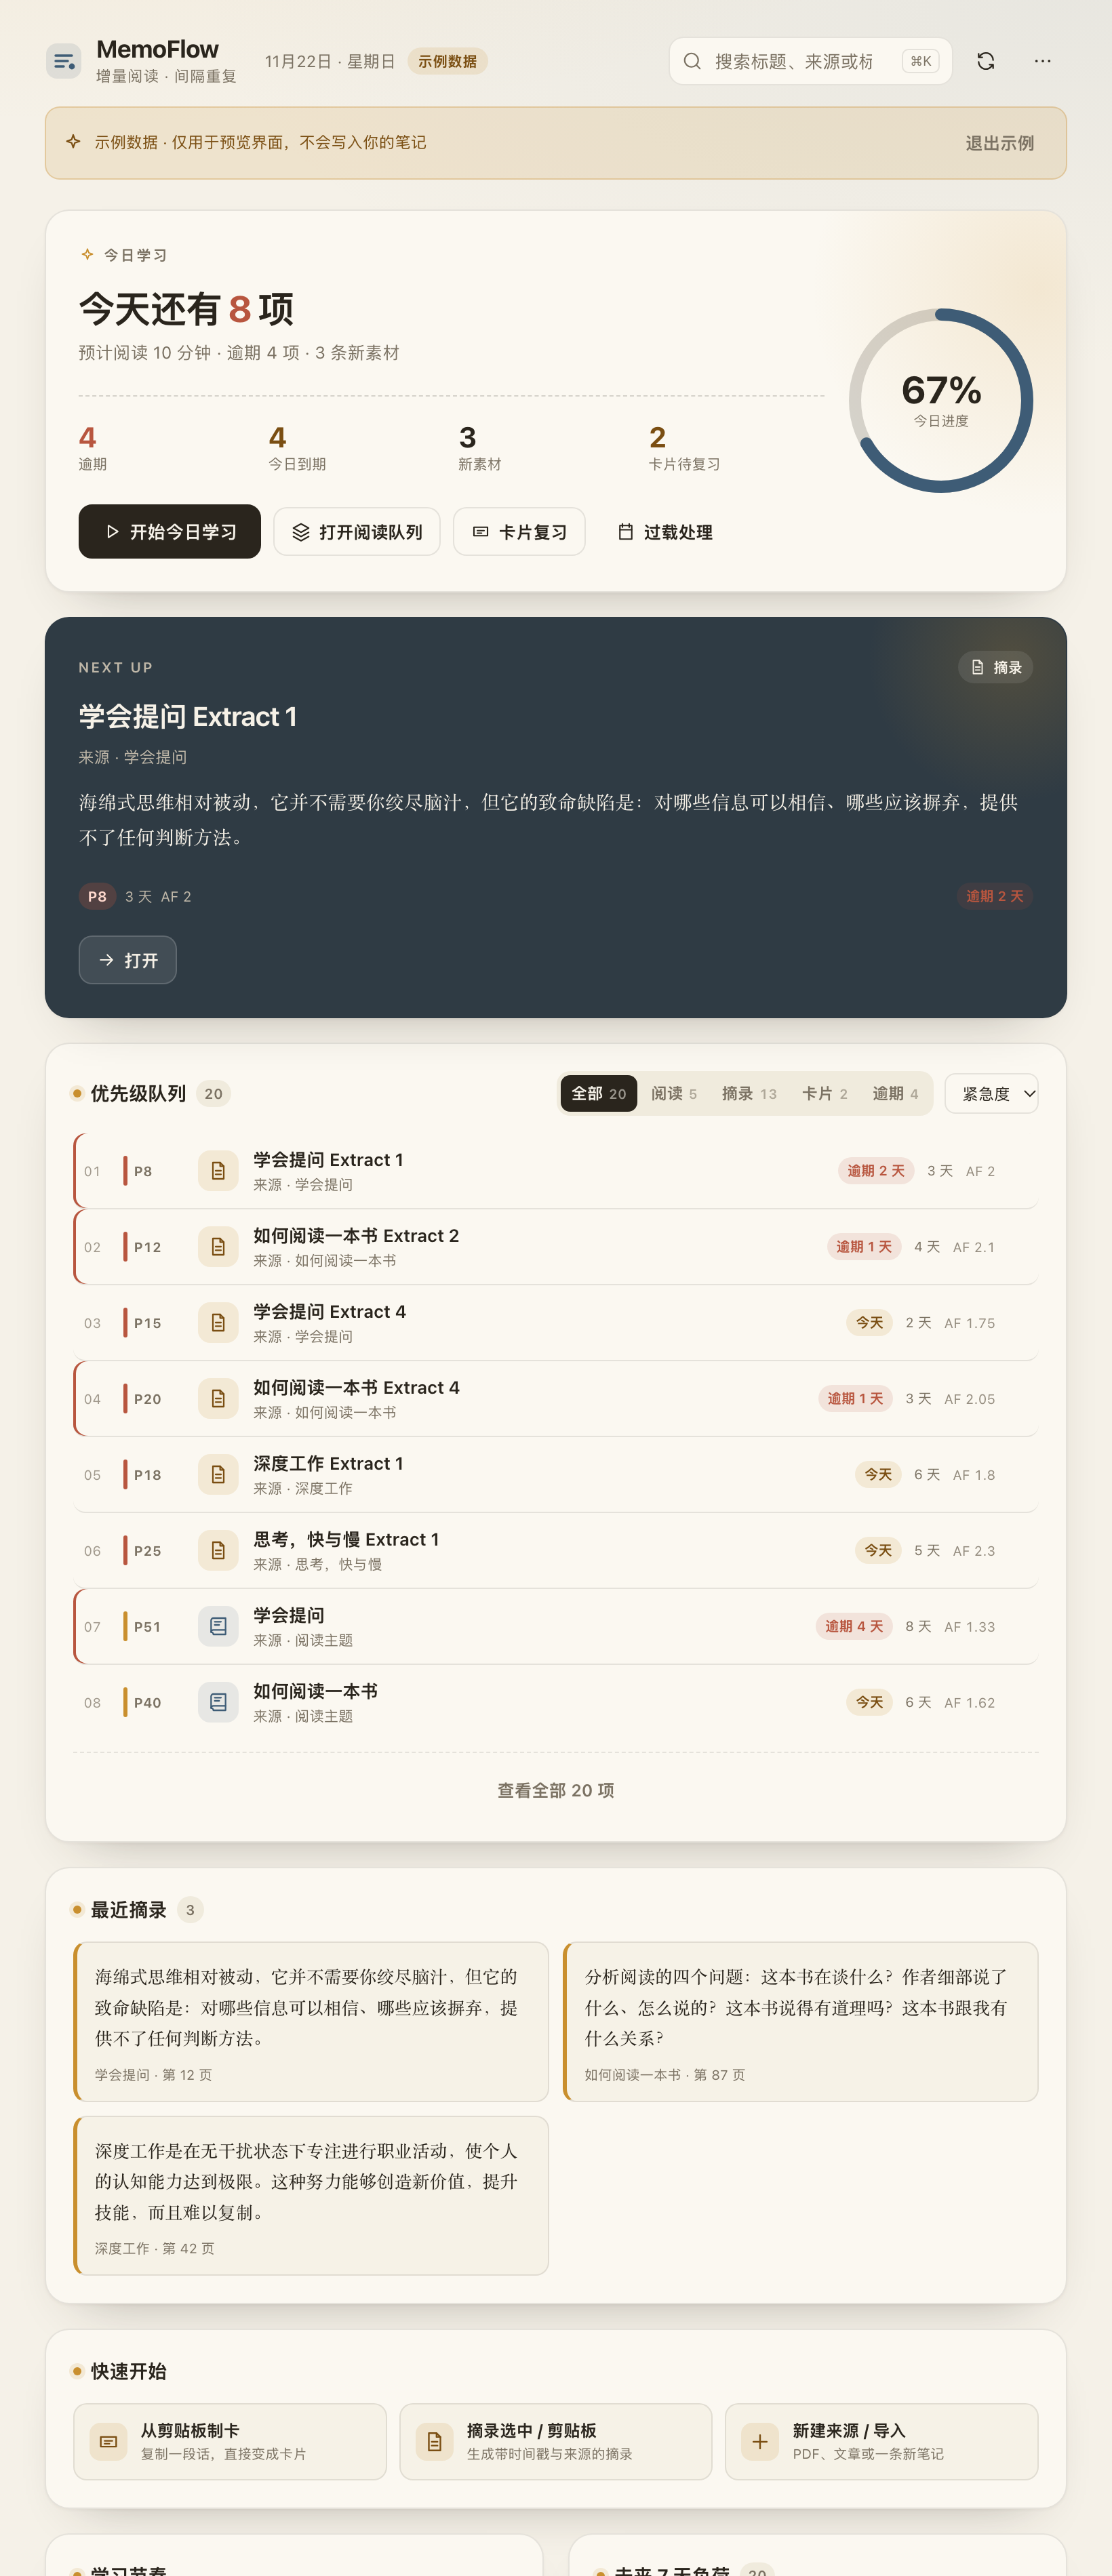 MemoFlow
增量阅读 · 间隔重复
11月22日 · 星期日
示例数据
搜索标题、来源或标
⌘K
示例数据 · 仅用于预览界面，不会写入你的笔记
退出示例
今日学习
今天还有 8 项
预计阅读 10 分钟 · 逾期 4 项 · 3 条新素材
67%
今日进度
4
逾期
4
今日到期
3
新素材
2
卡片待复习
开始今日学习
打开阅读队列
卡片复习
过载处理
NEXT UP
摘录
学会提问 Extract 1
来源 · 学会提问
海绵式思维相对被动，它并不需要你绞尽脑汁，但它的致命缺陷是：对哪些信息可以相信、哪些应该摒弃，提供
不了任何判断方法。
P8 3 天 AF 2
逾期 2 天
打开
优先级队列 20
全部 20 阅读 5 摘录 13 卡片 2 逾期 4
紧急度
01 P8 学会提问 Extract 1
来源 · 学会提问
逾期 2 天 3 天 AF 2
02 P12 如何阅读一本书 Extract 2
来源 · 如何阅读一本书
逾期 1 天 4 天 AF 2.1
03 P15 学会提问 Extract 4
来源 · 学会提问
今天 2 天 AF 1.75
04 P20 如何阅读一本书 Extract 4
来源 · 如何阅读一本书
逾期 1 天 3 天 AF 2.05
05 P18 深度工作 Extract 1
来源 · 深度工作
今天 6 天 AF 1.8
06 P25 思考，快与慢 Extract 1
来源 · 思考，快与慢
今天 5 天 AF 2.3
07 P51 学会提问
来源 · 阅读主题
逾期 4 天 8 天 AF 1.33
08 P40 如何阅读一本书
来源 · 阅读主题
今天 6 天 AF 1.62
查看全部 20 项
最近摘录 3
海绵式思维相对被动，它并不需要你绞尽脑汁，但它的
致命缺陷是：对哪些信息可以相信、哪些应该摒弃，提
供不了任何判断方法。
学会提问 · 第 12 页
分析阅读的四个问题：这本书在谈什么？作者细部说了
什么、怎么说的？这本书说得有道理吗？这本书跟我有
什么关系？
如何阅读一本书 · 第 87 页
深度工作是在无干扰状态下专注进行职业活动，使个人
的认知能力达到极限。这种努力能够创造新价值，提升
技能，而且难以复制。
深度工作 · 第 42 页
快速开始
从剪贴板制卡
复制一段话，直接变成卡片
摘录选中 / 剪贴板
生成带时间戳与来源的摘录
新建来源 / 导入
PDF、文章或一条新笔记
学习节奏
未来 7 天负荷 20